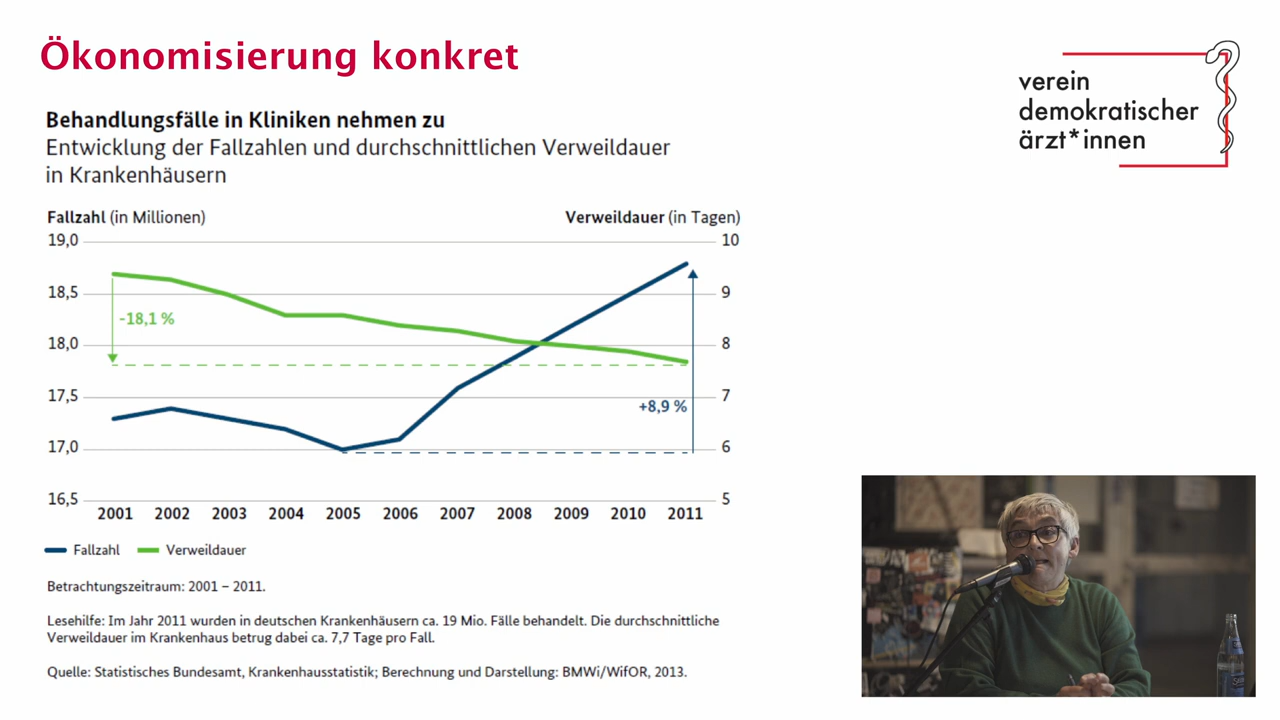 Ökonomisierung konkret
verein
demokratischer
ärzt*innen
Behandlungsfälle in Kliniken nehmen zu
Entwicklung der Fallzahlen und durchschnittlichen Verweildauer
in Krankenhäusern
Fallzahl (in Millionen) Verweildauer (in Tagen)
19,0 10
18,5 9
-18,1 %
18,0 8
17,5 7
+8,9 %
17,0 6
16,5 5
2001 2002 2003 2004 2005 2006 2007 2008 2009 2010 2011
Fallzahl Verweildauer
Betrachtungszeitraum: 2001 – 2011.
Lesehilfe: Im Jahr 2011 wurden in deutschen Krankenhäusern ca. 19 Mio. Fälle behandelt. Die durchschnittliche
Verweildauer im Krankenhaus betrug dabei ca. 7,7 Tage pro Fall.
Quelle: Statistisches Bundesamt, Krankenhausstatistik; Berechnung und Darstellung: BMWi/WifOR, 2013.